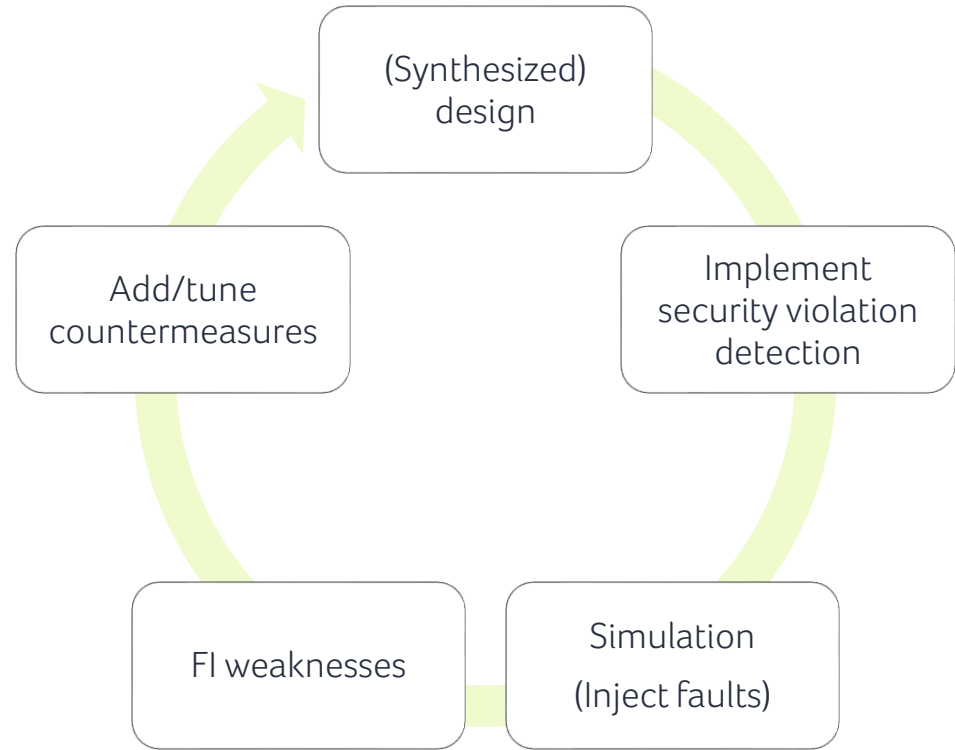 (Synthesized)
design
Implement
security violation
detection
Simulation
(Inject faults)
FI weaknesses
Add/tune
countermeasures